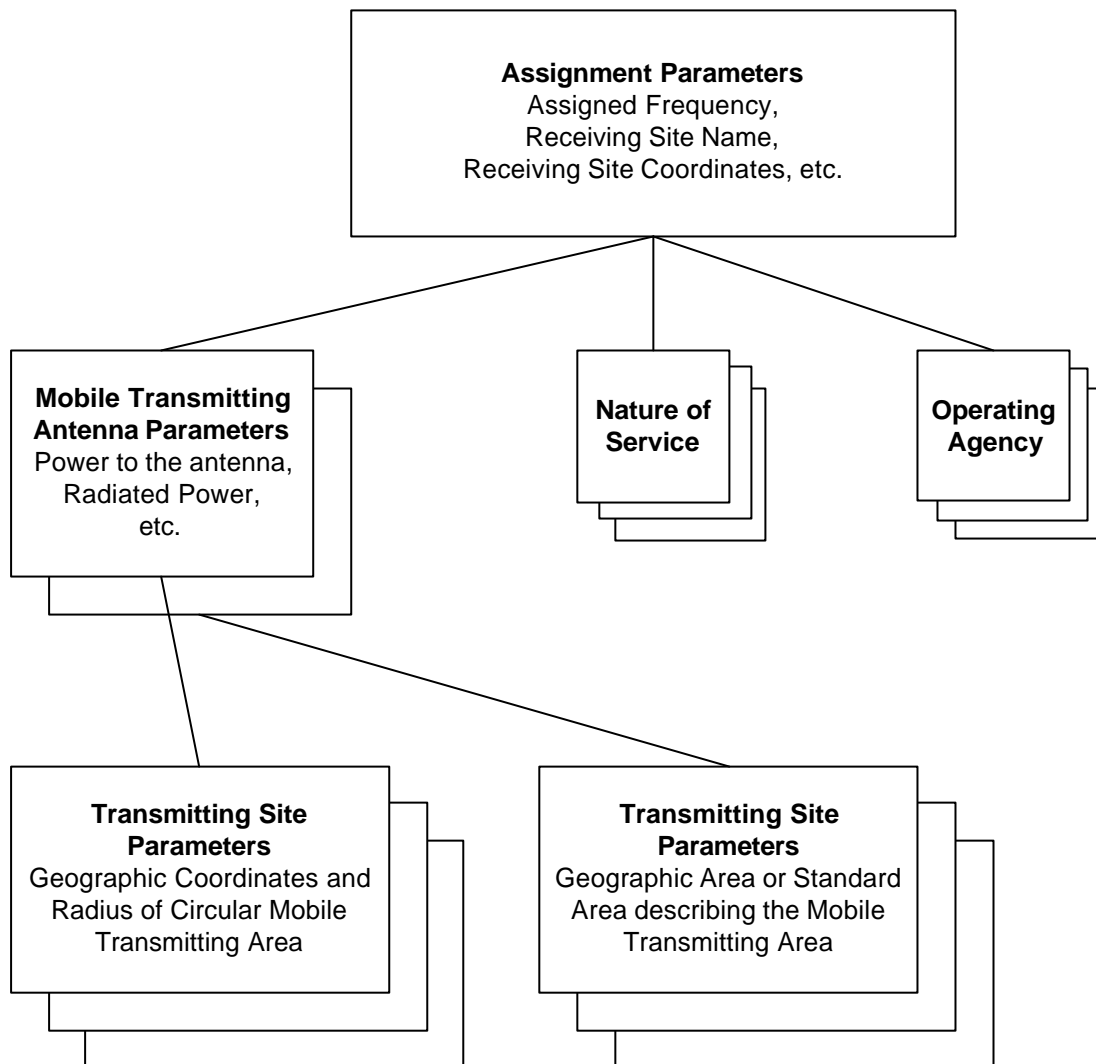 Assignment Parameters
Assigned Frequency,
Receiving Site Name,
Receiving Site Coordinates, etc.
Mobile Transmitting
Antenna Parameters
Power to the antenna,
Radiated Power,
etc.
Nature of
Service
Operating
Agency
Transmitting Site
Parameters
Geographic Coordinates and
Radius of Circular Mobile
Transmitting Area
Transmitting Site
Parameters
Geographic Area or Standard
Area describing the Mobile
Transmitting Area